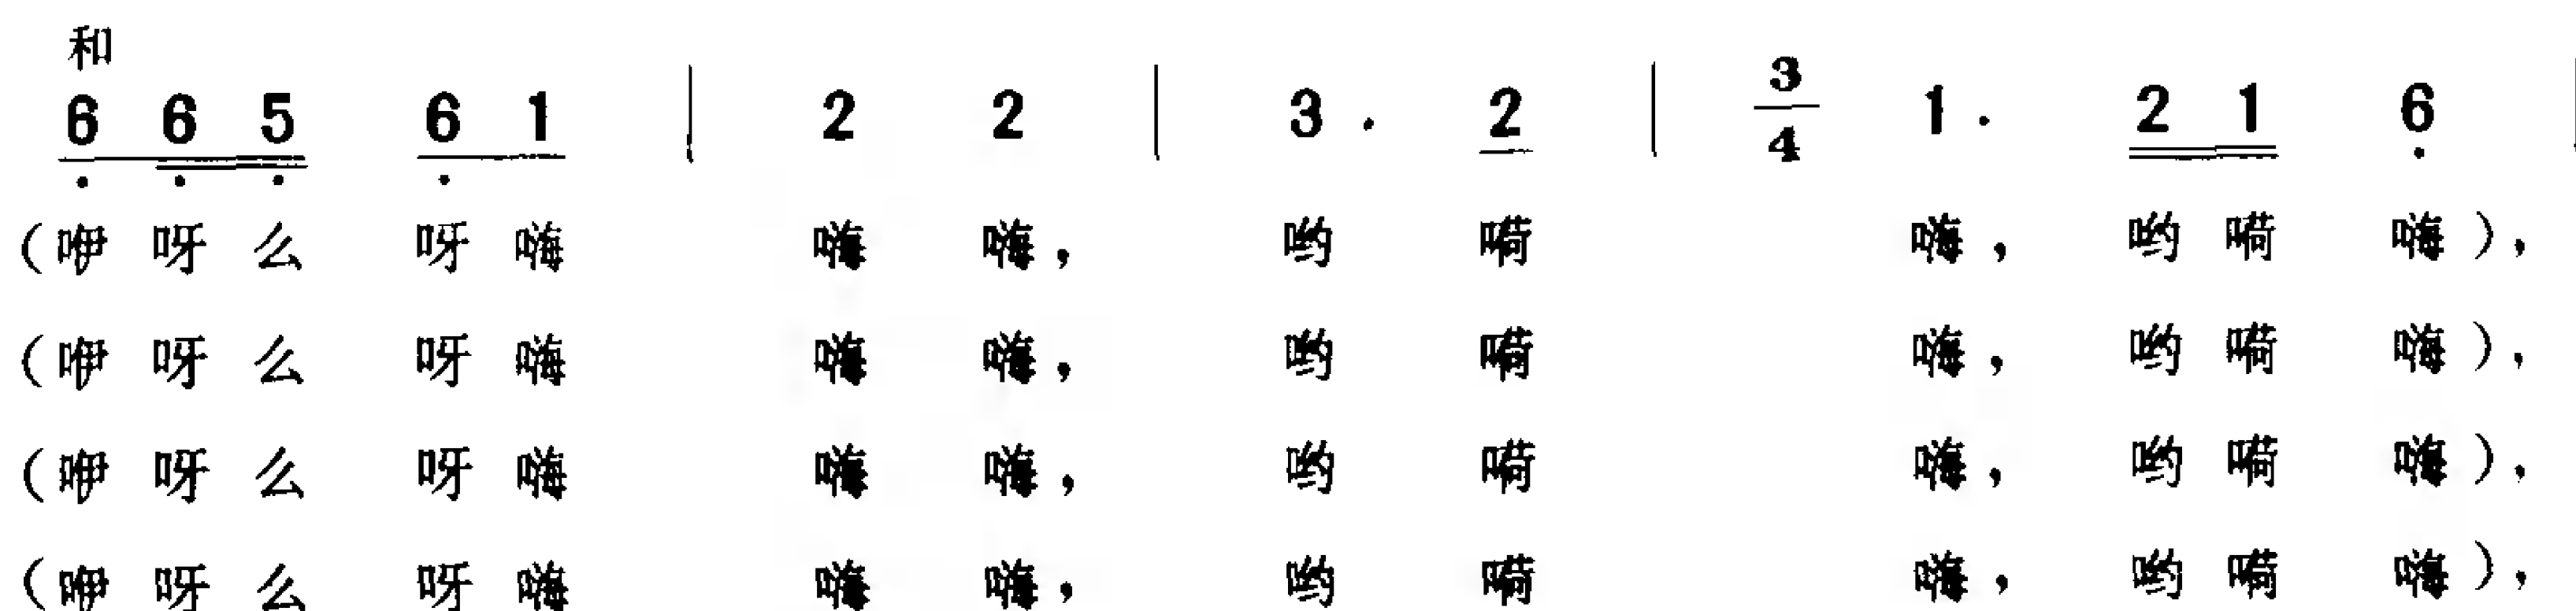 和
6 6 5 6 1 | 2 2 | 3 . 2 | 3/4 1 . 2 1 6 |
（咿呀么 呀嗨 嗨 嗨，哟 嗬 嗨，哟嗬 嗨），
（咿呀么 呀嗨 嗨 嗨，哟 嗬 嗨，哟嗬 嗨），
（咿呀么 呀嗨 嗨 嗨，哟 嗬 嗨，哟嗬 嗨），
（咿呀么 呀嗨 嗨 嗨，哟 嗬 嗨，哟嗬 嗨），